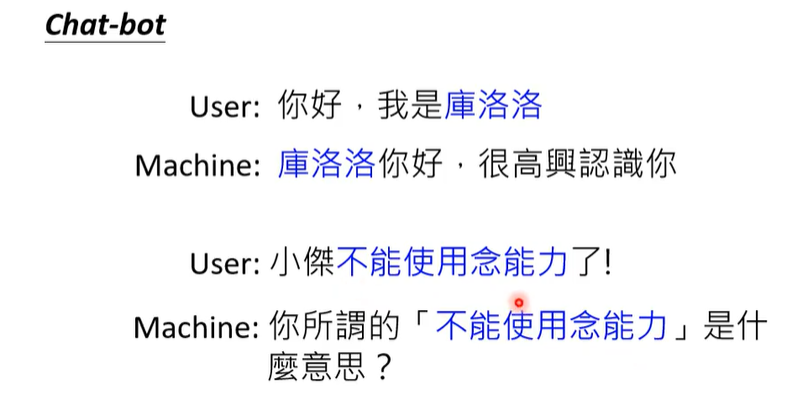 Chat-bot
User: 你好，我是庫洛洛
Machine: 庫洛洛你好，很高興認識你
User: 小傑不能使用念能力了!
Machine: 你所謂的「不能使用念能力」是什
麼意思？